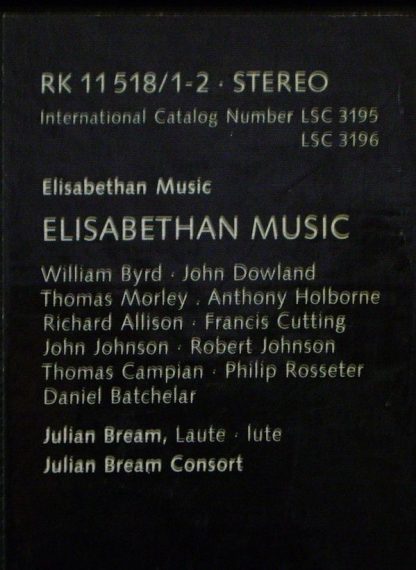 RK 11 518/1-2 · STEREO
International Catalog Number LSC 3195
LSC 3196
Elisabethan Music
ELISABETHAN MUSIC
William Byrd · John Dowland
Thomas Morley . Anthony Holborne
Richard Allison · Francis Cutting
John Johnson · Robert Johnson
Thomas Campian · Philip Rosseter
Daniel Batchelar
Julian Bream, Laute · lute
Julian Bream Consort